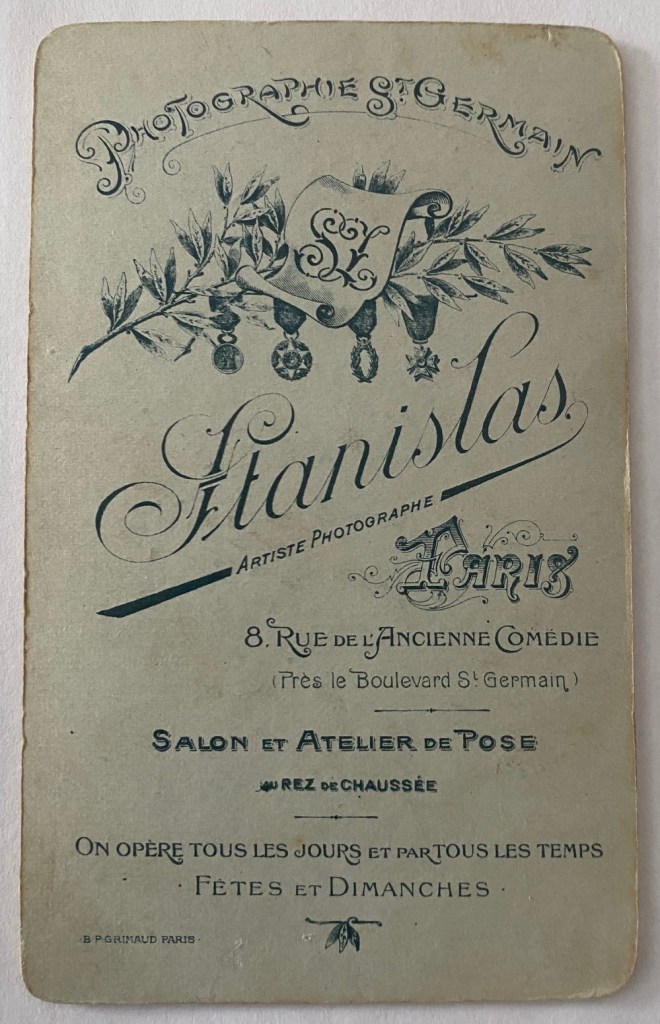 PHOTOGRAPHIE ST GERMAIN
Stanislas.
ARTISTE PHOTOGRAPHE
PARIS
8. RUE DE L'ANCIENNE COMÉDIE
(Près le Boulevard St Germain)
SALON ET ATELIER DE POSE
AU REZ DE CHAUSSÉE
ON OPÈRE TOUS LES JOURS ET PAR TOUS LES TEMPS
· FÊTES ET DIMANCHES ·
·B·P·GRIMAUD PARIS·